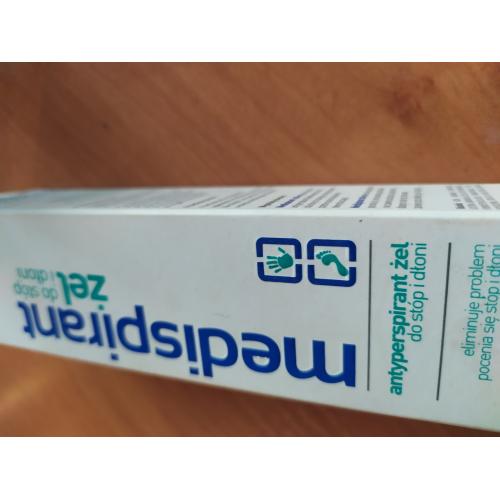 medispirant
żel
do stóp
i dłoni
antyperspirant żel
do stóp i dłoni
eliminuje problem
pocenia się stóp i dłoni